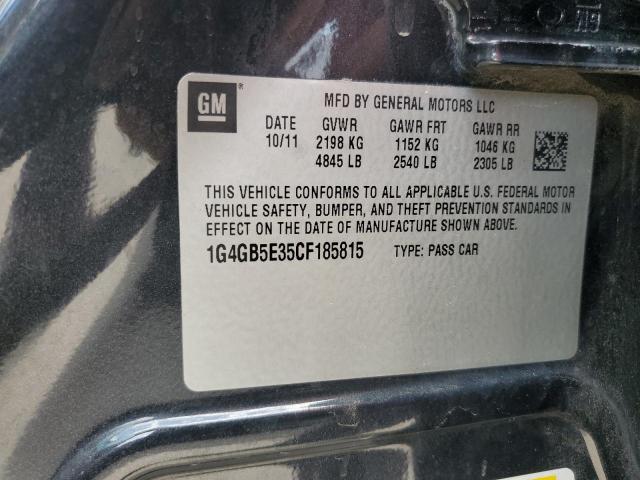 GM®
MFD BY GENERAL MOTORS LLC
DATE GVWR GAWR FRT GAWR RR
10/11 2198 KG 1152 KG 1046 KG
4845 LB 2540 LB 2305 LB
THIS VEHICLE CONFORMS TO ALL APPLICABLE U.S. FEDERAL MOTOR
VEHICLE SAFETY, BUMPER, AND THEFT PREVENTION STANDARDS IN
EFFECT ON THE DATE OF MANUFACTURE SHOWN ABOVE.
1G4GB5E35CF185815 TYPE: PASS CAR